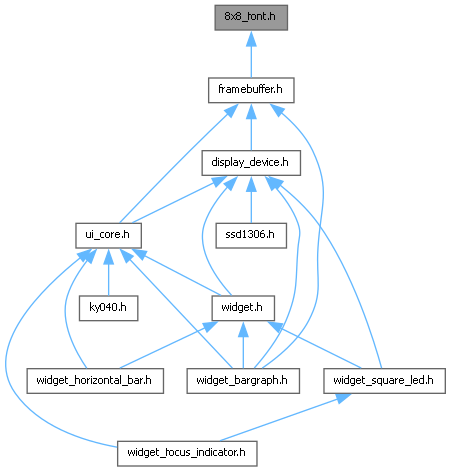 8x8_font.h
framebuffer.h
display_device.h
ui_core.h
ssd1306.h
ky040.h
widget.h
widget_horizontal_bar.h
widget_bargraph.h
widget_square_led.h
widget_focus_indicator.h